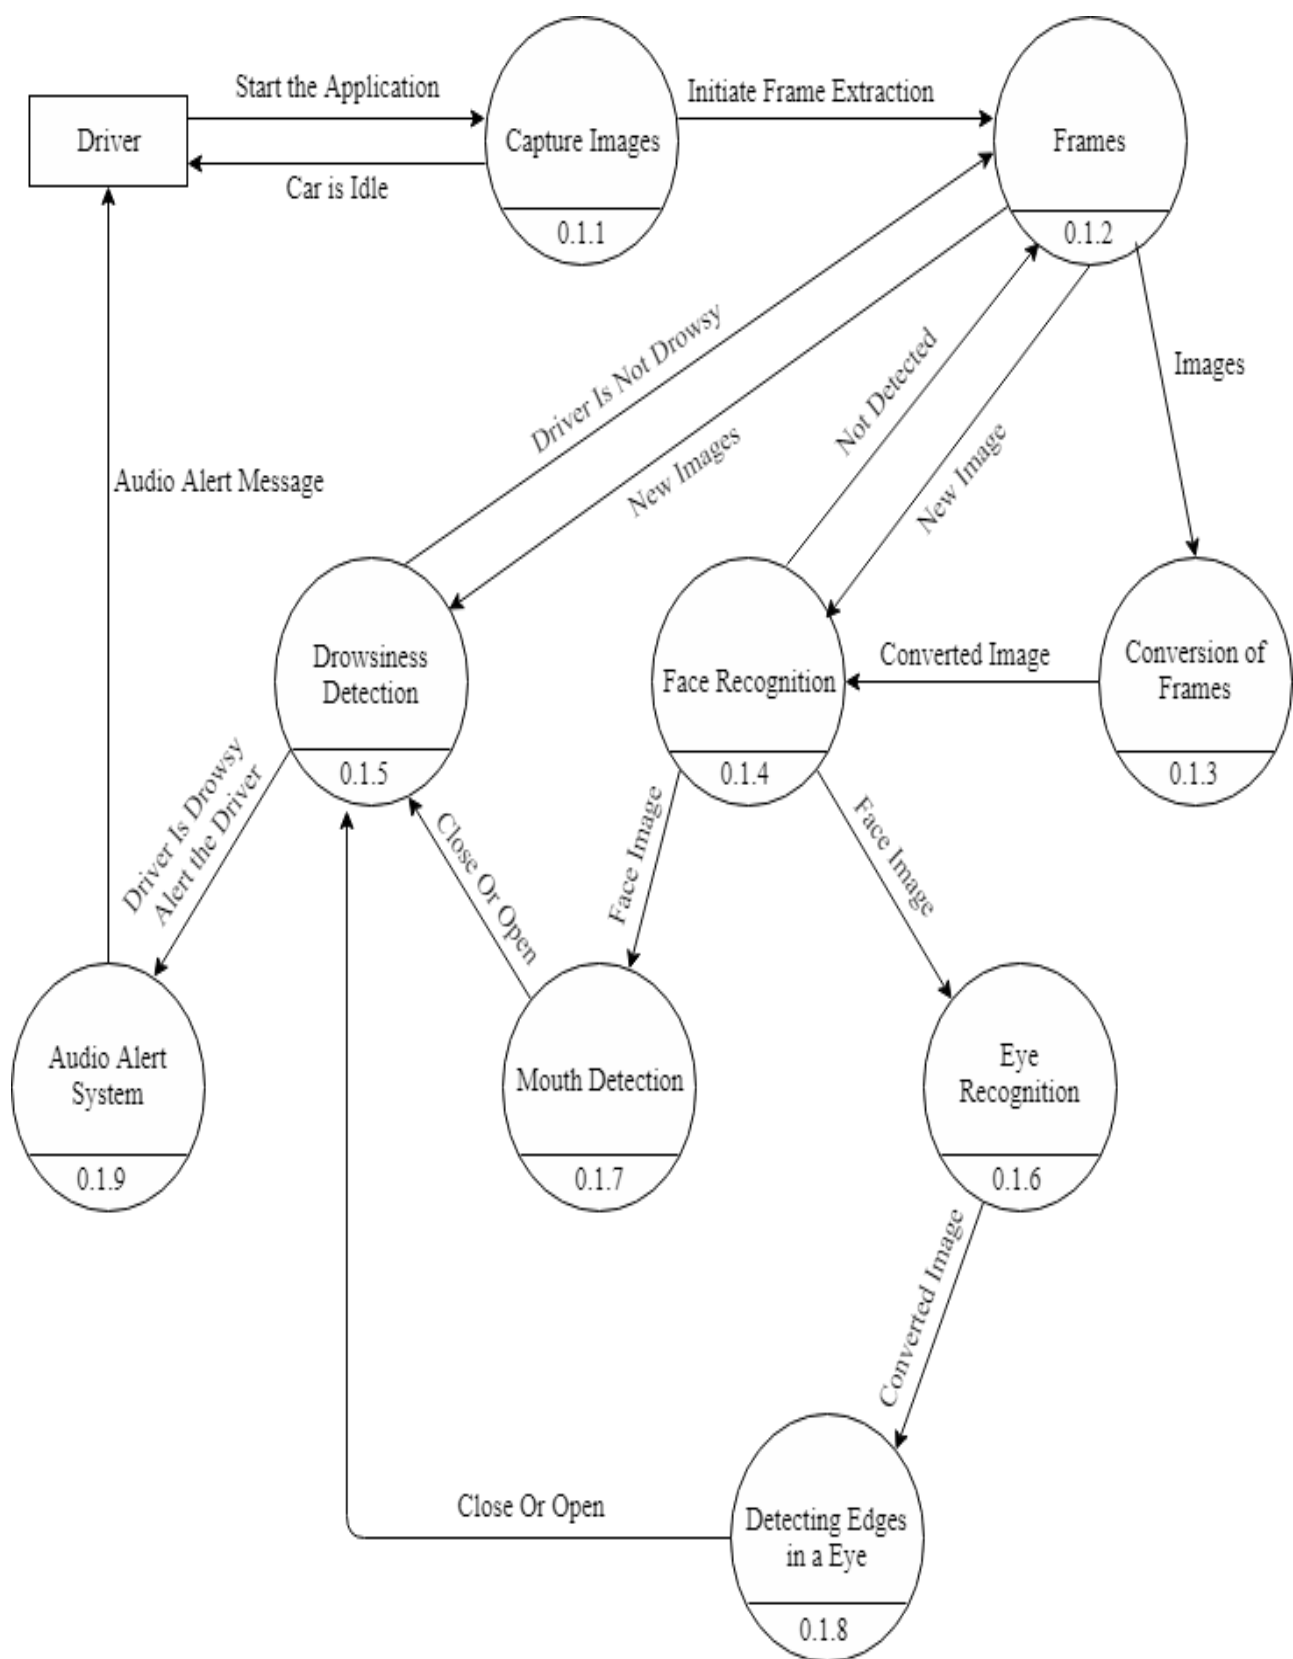 Start the Application
Initiate Frame Extraction
Driver
Capture Images
Frames
Car is Idle
0.1.1
0.1.2
Driver Is Not Drowsy
Not Detected
Images
New Images
New Image
Audio Alert Message
Drowsiness
Detection
0.1.5
Face Recognition
0.1.4
Converted Image
Conversion of
Frames
0.1.3
Driver Is Drowsy
Alert the Driver
Close Or Open
Face Image
Face Image
Audio Alert
System
0.1.9
Mouth Detection
0.1.7
Eye
Recognition
0.1.6
Converted Image
Close Or Open
Detecting Edges
in a Eye
0.1.8